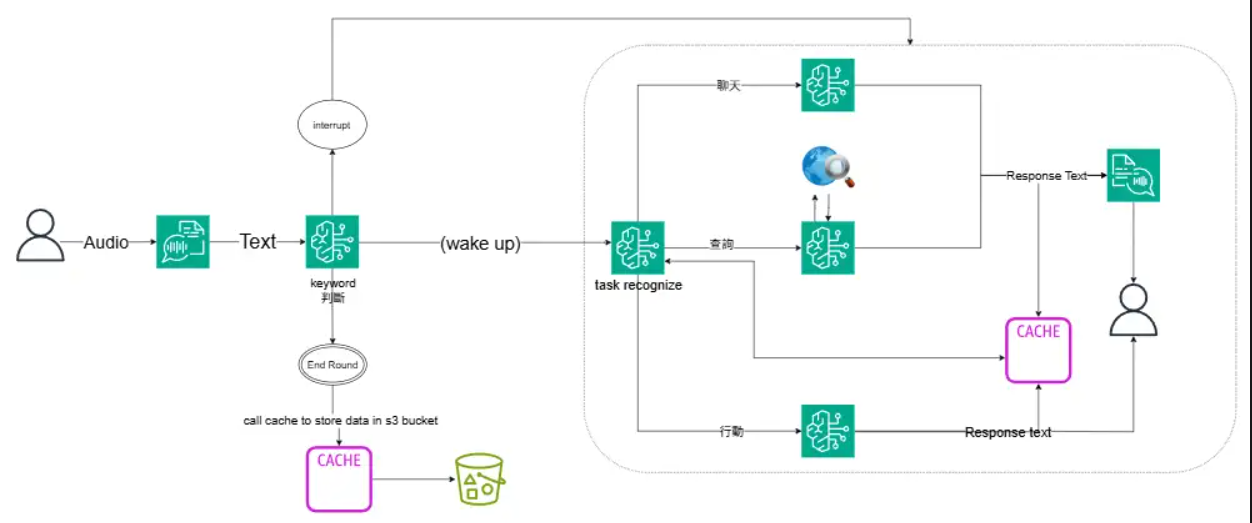 interrupt
聊天
Response Text
Audio
Text
(wake up)
查詢
keyword
判斷
task recognize
CACHE
End Round
call cache to store data in s3 bucket
行動
Response text
CACHE